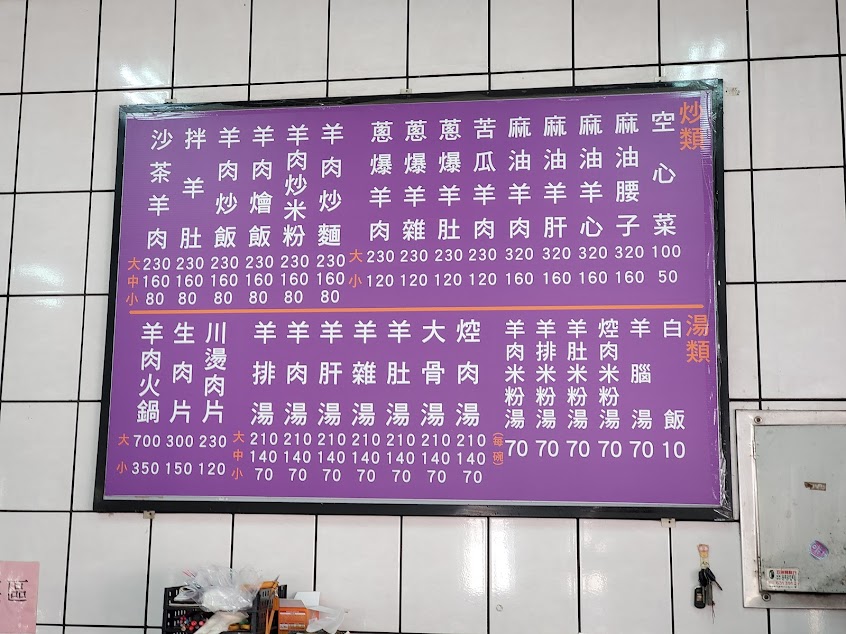 炒類
空心菜 100 50
麻油腰子 320 160
麻油羊心 320 160
麻油羊肝 320 160
麻油羊肉 320 160
苦瓜羊肉 230 120
蔥爆羊肚 230 120
蔥爆羊雜 230 120
蔥爆羊肉 230 120
大 小
羊肉炒麵 230 160 80
羊肉炒米粉 230 160 80
羊肉燴飯 230 160 80
羊肉炒飯 230 160 80
拌羊肚 230 160 80
沙茶羊肉 230 160 80
大 中 小
湯類
白飯 10
羊腦湯 70
焢肉米粉湯 70
羊肚米粉湯 70
羊排米粉湯 70
羊肉米粉湯 70
(每碗)
焢肉湯 210 140 70
大骨湯 210 140 70
羊肚湯 210 140 70
羊雜湯 210 140 70
羊肝湯 210 140 70
羊肉湯 210 140 70
羊排湯 210 140 70
大 中 小
川燙肉片 230 120
生肉片 300 150
羊肉火鍋 700 350
大 小